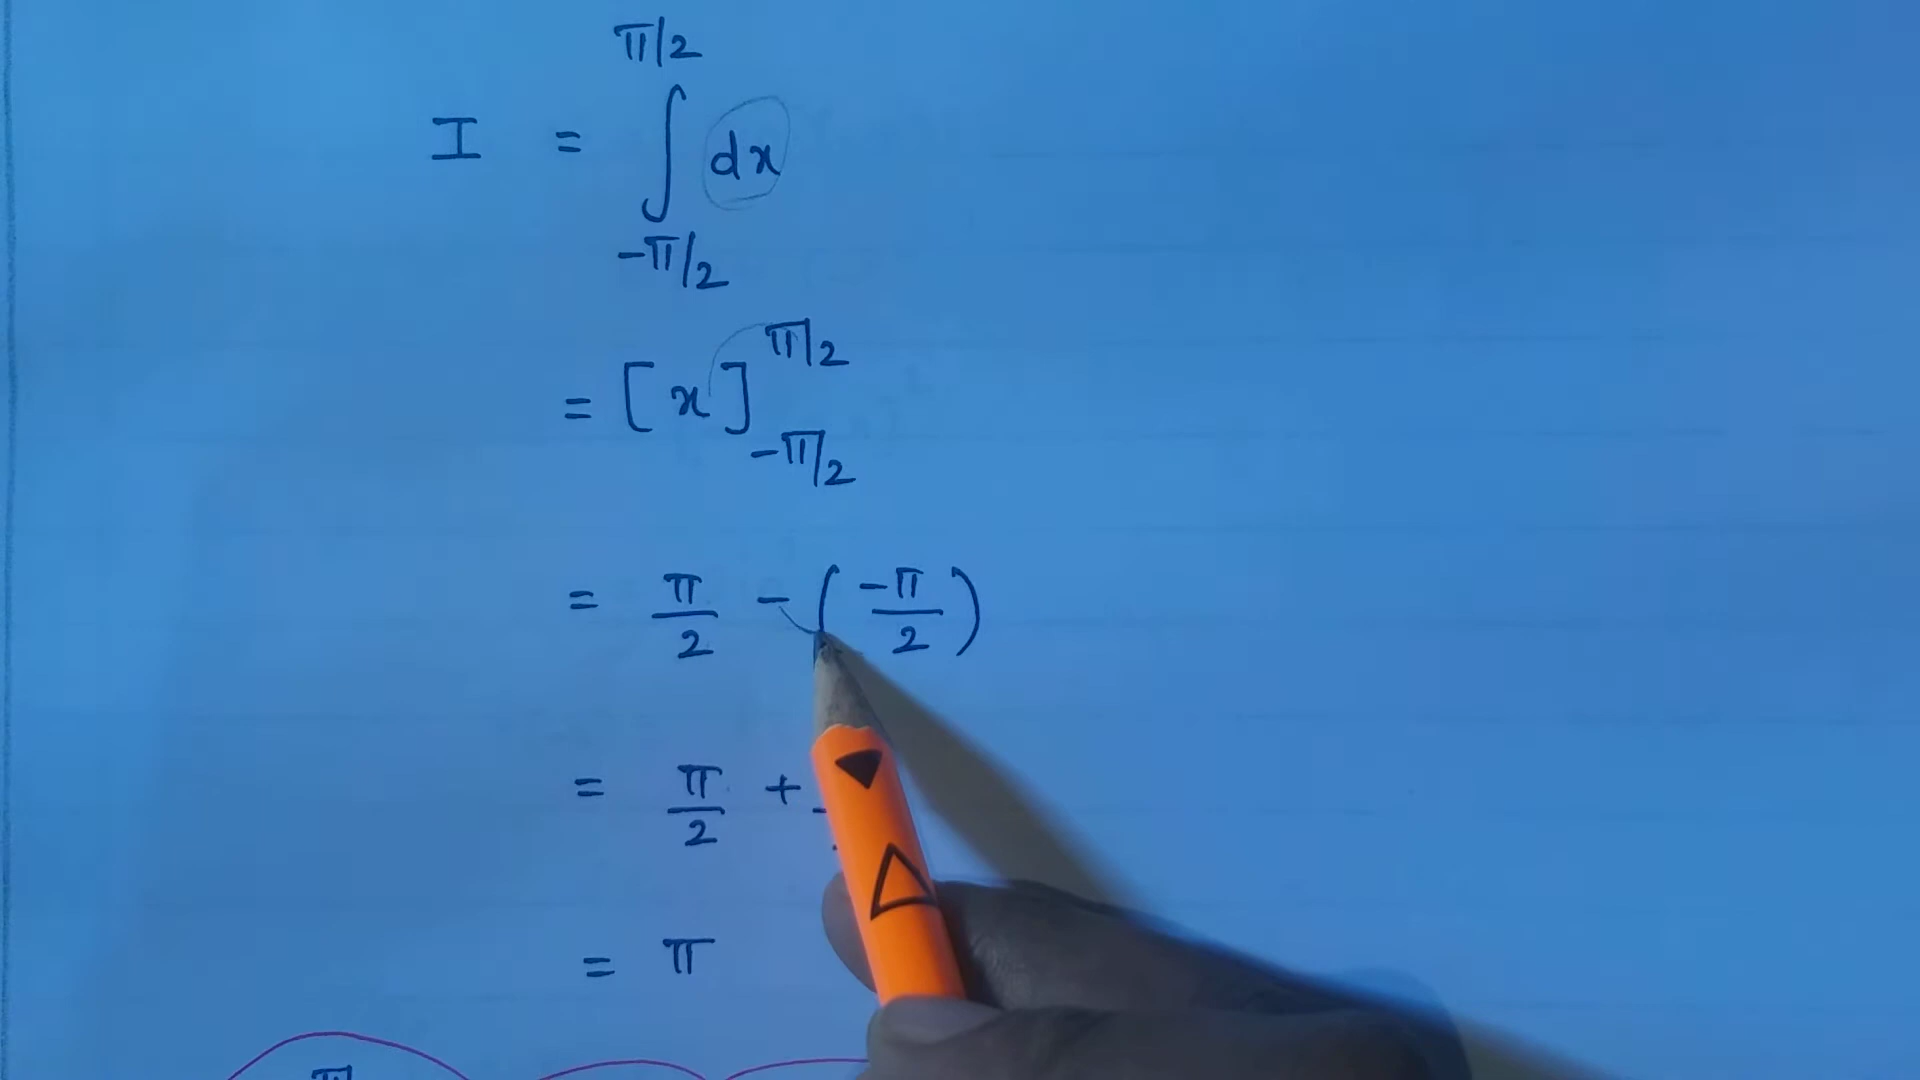 I = ∫_{-π/2}^{π/2} dx
= [x]_{-π/2}^{π/2}
= π/2 - (-π/2)
= π/2 +
= π
π